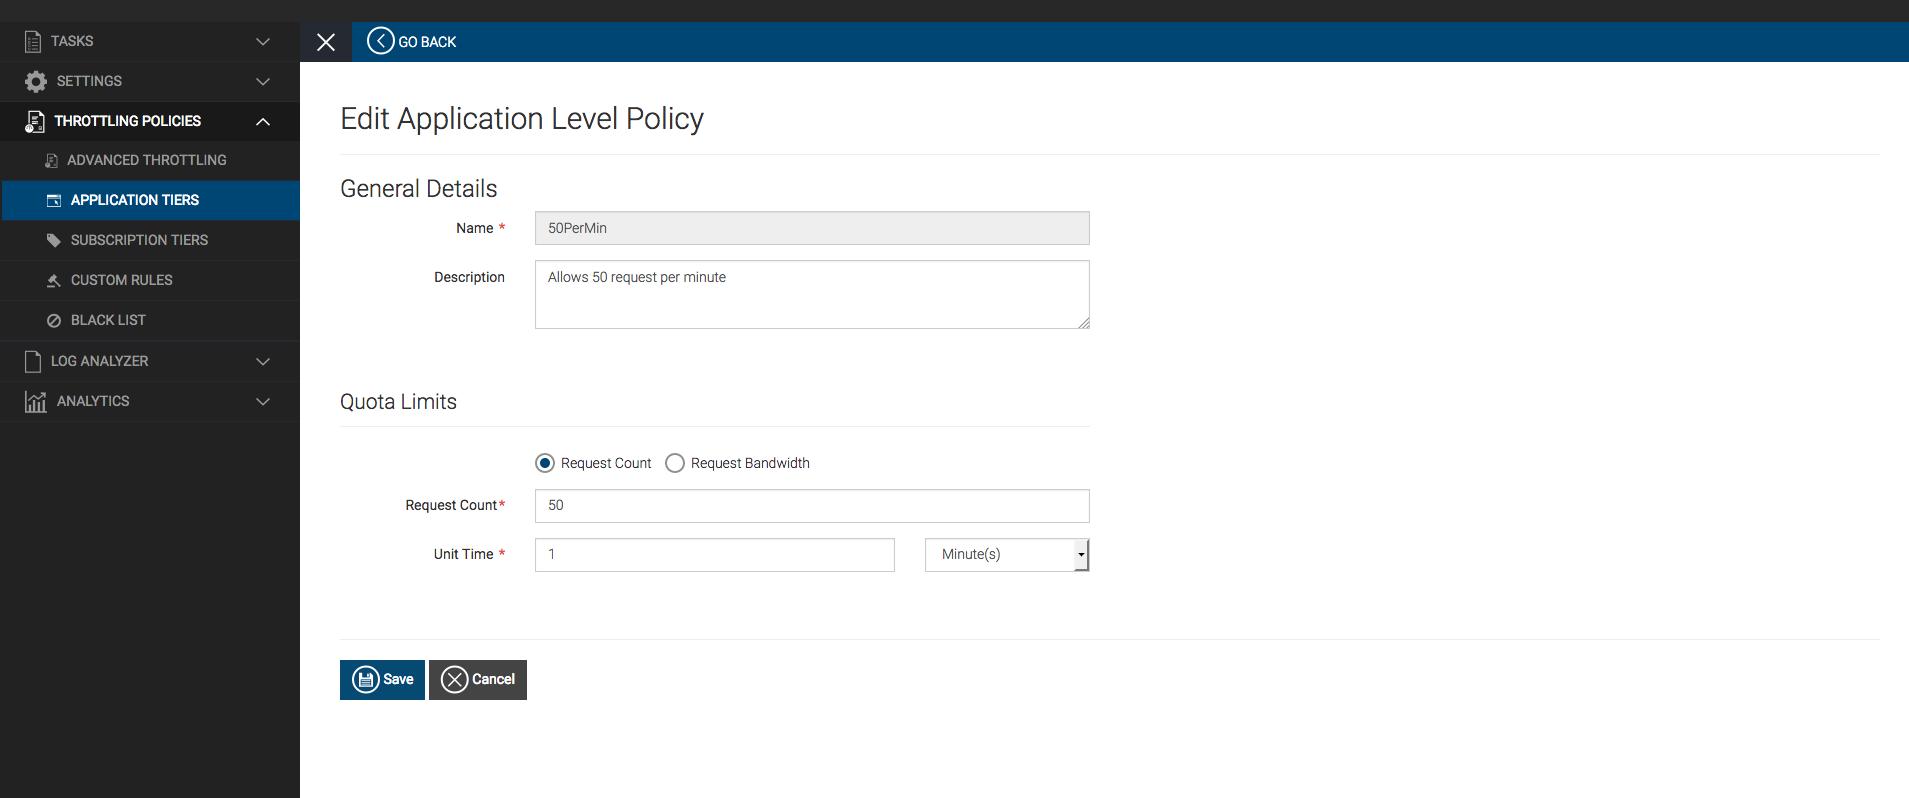 TASKS
SETTINGS
THROTTLING POLICIES
ADVANCED THROTTLING
APPLICATION TIERS
SUBSCRIPTION TIERS
CUSTOM RULES
BLACK LIST
LOG ANALYZER
ANALYTICS
GO BACK
Edit Application Level Policy
General Details
Name * 50PerMin
Description Allows 50 request per minute
Quota Limits
Request Count Request Bandwidth
Request Count* 50
Unit Time * 1 Minute(s)
Save Cancel